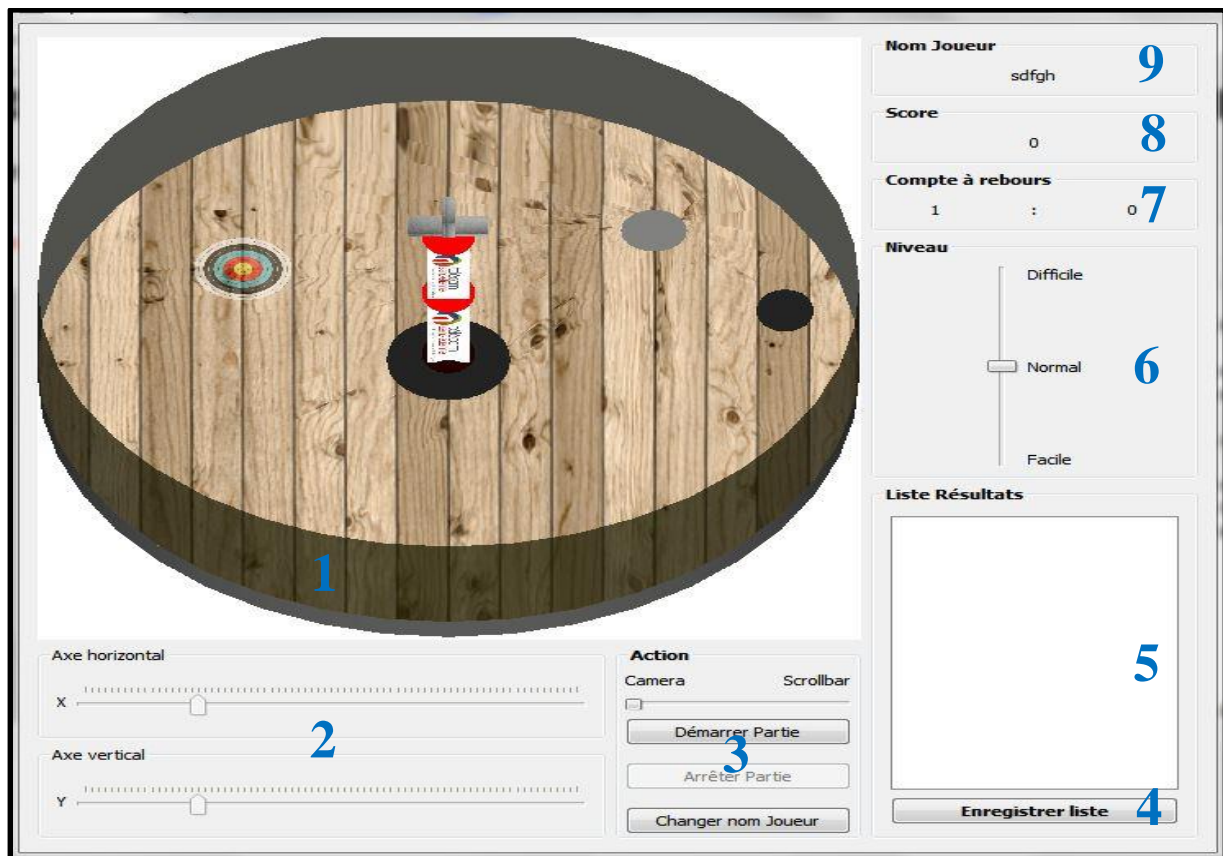 Nom Joueur
9
sdfgh
Score
8
0
Compte à rebours
1 : 0
7
Niveau
Difficile
Normal
6
Facile
Liste Résultats
5
Enregistrer liste
4
1
Axe horizontal
X
2
Axe vertical
Y
Action
Camera Scrollbar
Démarrer Partie
3
Arrêter Partie
Changer nom Joueur